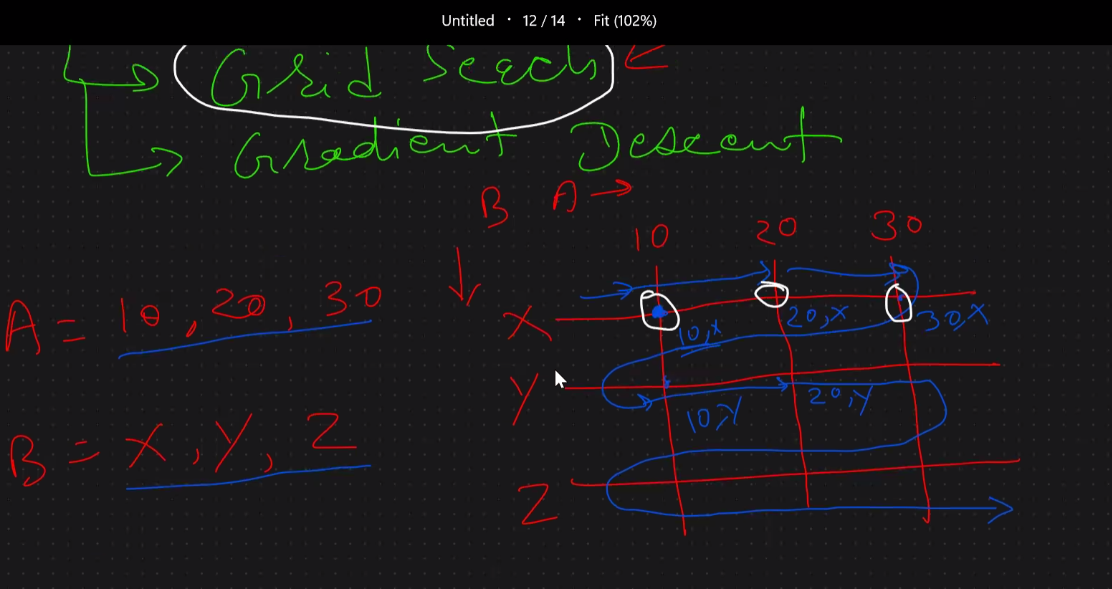 Untitled • 12 / 14 • Fit (102%)
Grid Seach
Gradient Descent
B A →
10 20 30
A = 10, 20, 30
X
10,x 20,x 30,x
Y
10,y 20,y
B = x, y, z
Z